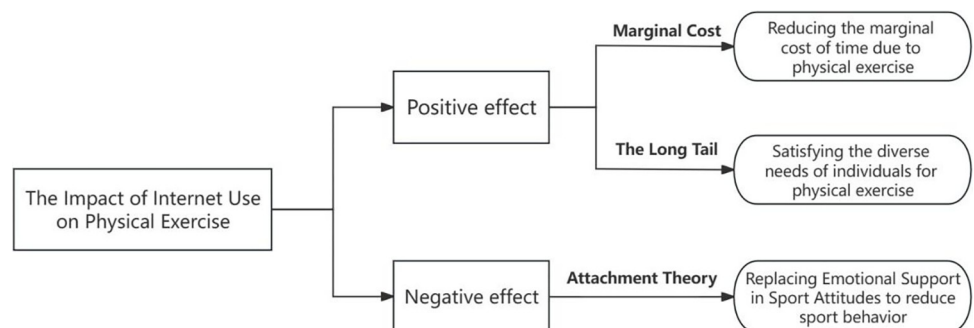 Marginal Cost
Reducing the marginal
cost of time due to
physical exercise
Positive effect
The Long Tail
Satisfying the diverse
needs of individuals for
physical exercise
The Impact of Internet Use
on Physical Exercise
Attachment Theory
Replacing Emotional Support
in Sport Attitudes to reduce
sport behavior
Negative effect